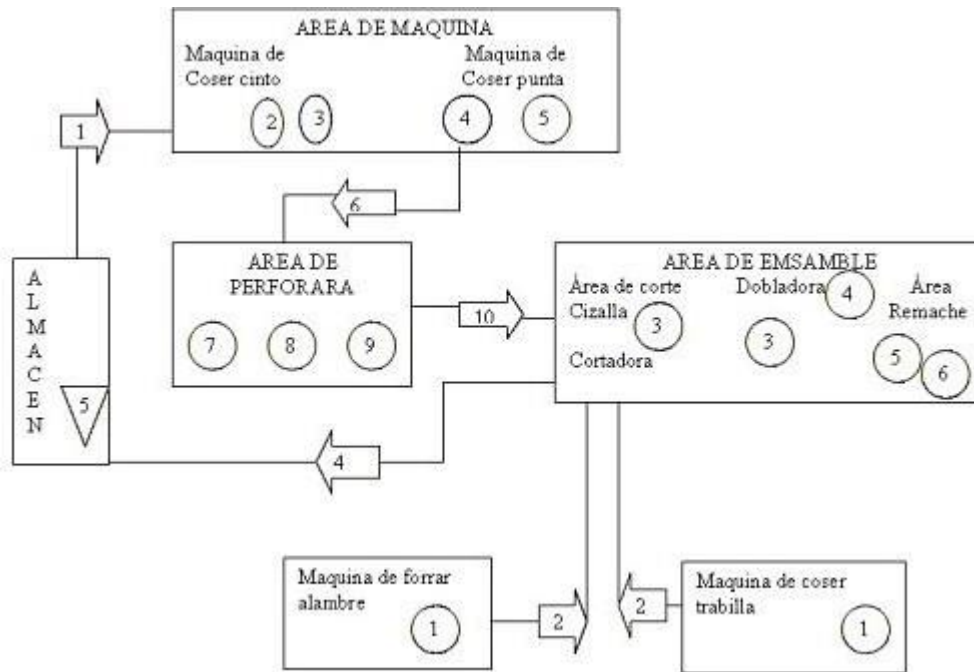 AREA DE MAQUINA
Maquina de
Coser cinto
Maquina de
Coser punta
2
3
4
5
1
6
A
L
M
A
C
E
N
5
AREA DE
PERFORARA
7
8
9
10
AREA DE EMSAMBLE
Área de corte
Cizalla
Cortadora
3
Dobladora
4
3
Área
Remache
5
6
4
Maquina de forrar
alambre
1
2
2
Maquina de coser
trabilla
1